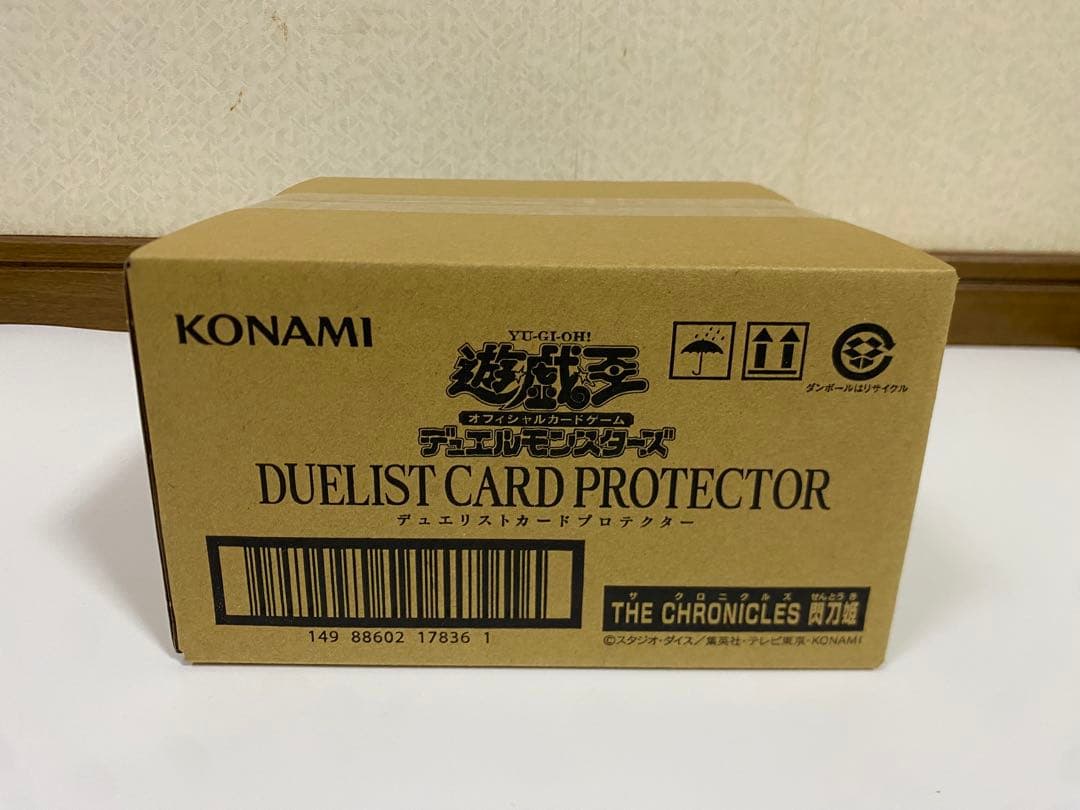 KONAMI
YU-GI-OH!
遊☆戯☆王
オフィシャルカードゲーム
デュエルモンスターズ
ダンボールはリサイクル
DUELIST CARD PROTECTOR
デュエリストカードプロテクター
149 88602 17836 1
ザ クロニクルズ せんとうき
THE CHRONICLES 閃刀姫
©スタジオ・ダイス／集英社・テレビ東京・KONAMI